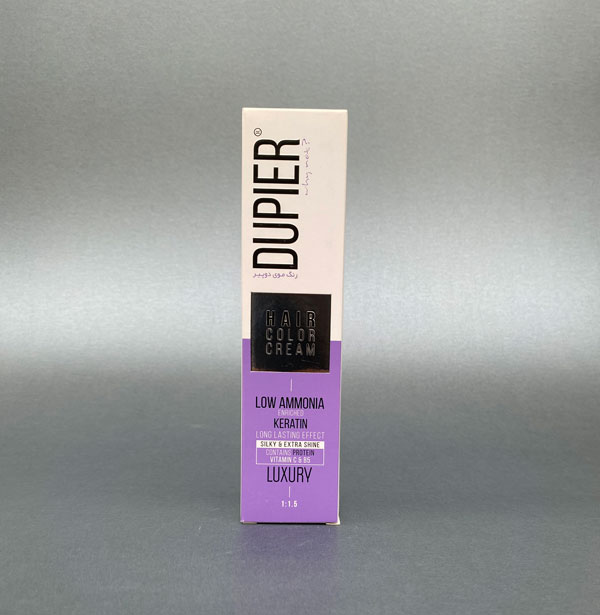 DUPIER®
رنگ موی دوپیر
HAIR
COLOR
CREAM
LOW AMMONIA
ENRICHED
KERATIN
LONG LASTING EFFECT
SILKY & EXTRA SHINE
CONTAINS PROTEIN
VITAMIN C & B5
LUXURY
1:1.5